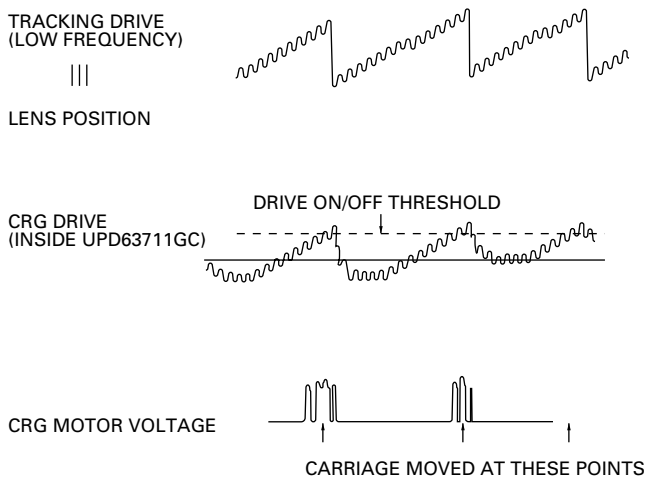 TRACKING DRIVE
(LOW FREQUENCY)
LENS POSITION
DRIVE ON/OFF THRESHOLD
CRG DRIVE
(INSIDE UPD63711GC)
CRG MOTOR VOLTAGE
CARRIAGE MOVED AT THESE POINTS